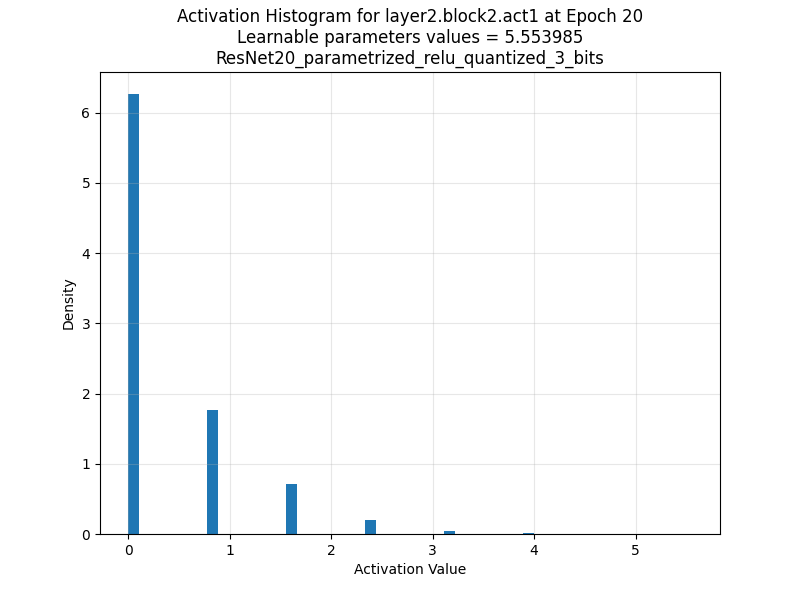 Activation Histogram for layer2.block2.act1 at Epoch 20
Learnable parameters values = 5.553985
ResNet20_parametrized_relu_quantized_3_bits
6
5
4
3
2
1
0
Density
0 1 2 3 4 5
Activation Value